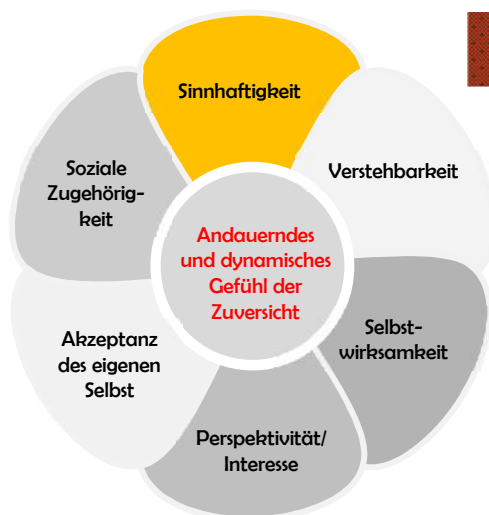 Sinnhaftigkeit
Verstehbarkeit
Selbst-
wirksamkeit
Perspektivität/
Interesse
Akzeptanz
des eigenen
Selbst
Soziale
Zugehörig-
keit
Andauerndes
und dynamisches
Gefühl der
Zuversicht